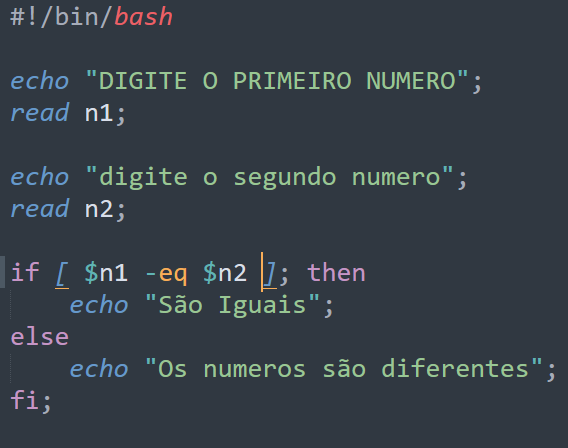 #!/bin/bash
echo "DIGITE O PRIMEIRO NUMERO";
read n1;
echo "digite o segundo numero";
read n2;
if [ $n1 -eq $n2 ]; then
    echo "São Iguais";
else
    echo "Os numeros são diferentes";
fi;